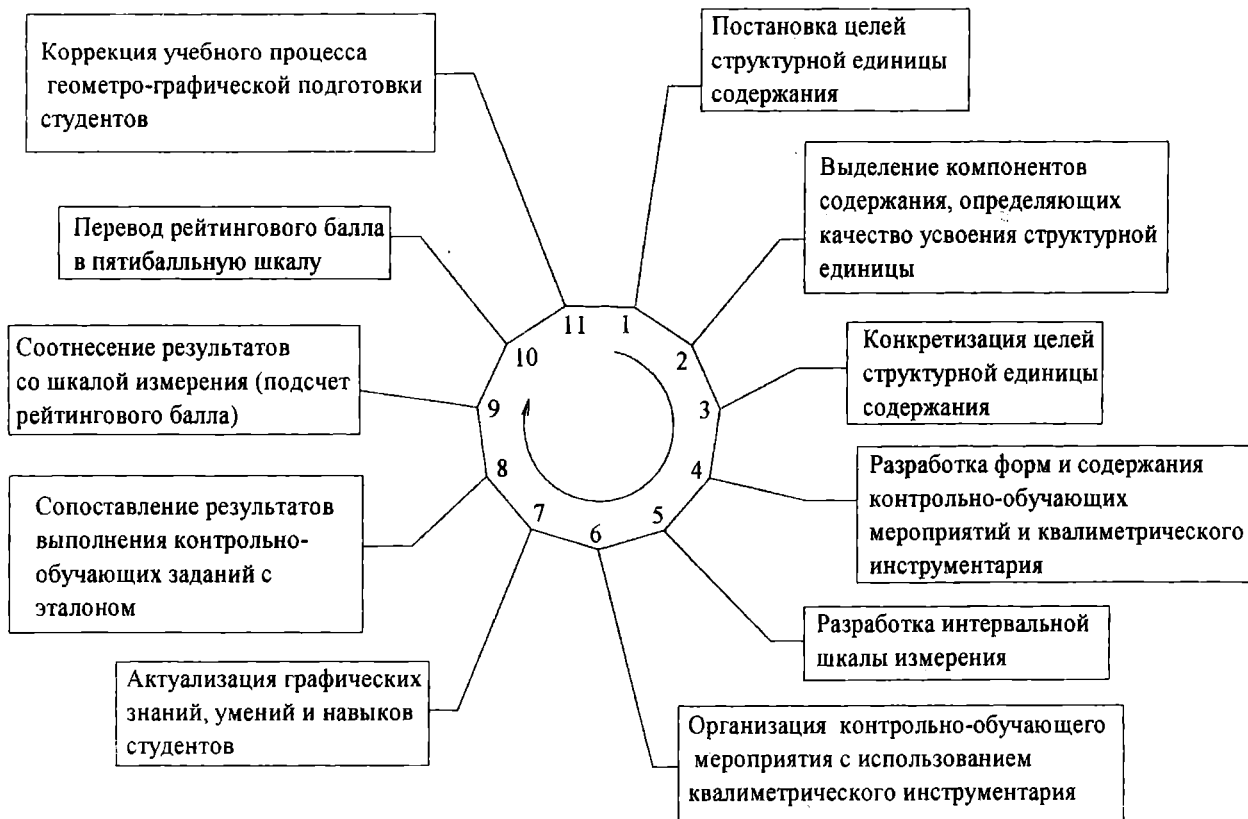 Коррекция учебного процесса
геометро-графической подготовки
студентов
Постановка целей
структурной единицы
содержания
Выделение компонентов
содержания, определяющих
качество усвоения структурной
единицы
Перевод рейтингового балла
в пятибалльную шкалу
Соотнесение результатов
со шкалой измерения (подсчет
рейтингового балла)
Конкретизация целей
структурной единицы
содержания
11
1
10
2
9
3
8
4
7
5
6
Сопоставление результатов
выполнения контрольно-
обучающих заданий с
эталоном
Разработка форм и содержания
контрольно-обучающих
мероприятий и квалиметрического
инструментария
Разработка интервальной
шкалы измерения
Актуализация графических
знаний, умений и навыков
студентов
Организация контрольно-обучающего
мероприятия с использованием
квалиметрического инструментария